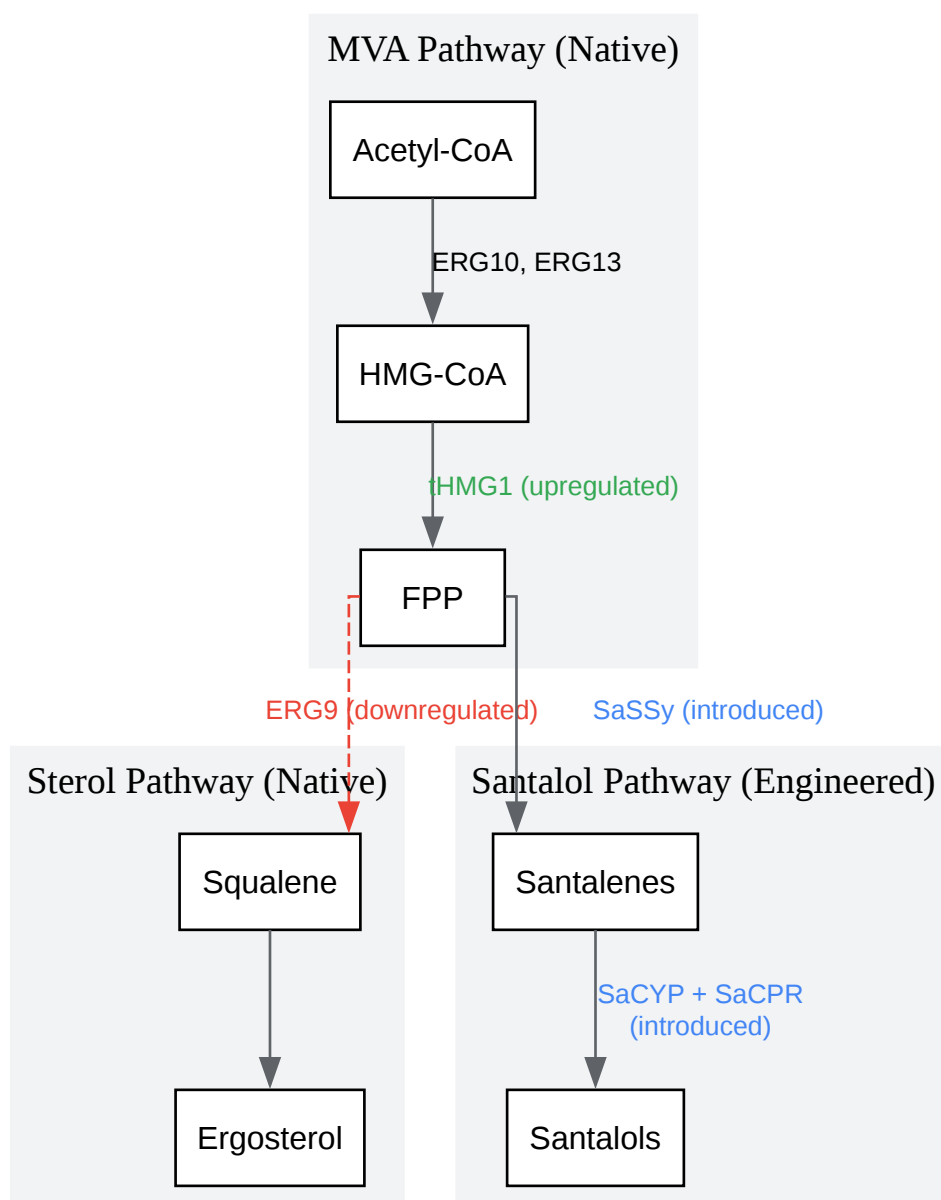 MVA Pathway (Native)
Acetyl-CoA
ERG10, ERG13
HMG-CoA
tHMG1 (upregulated)
FPP
ERG9 (downregulated)
SaSSy (introduced)
Sterol Pathway (Native)
Santalol Pathway (Engineered)
Squalene
Santalenes
SaCYP + SaCPR
(introduced)
Ergosterol
Santalols